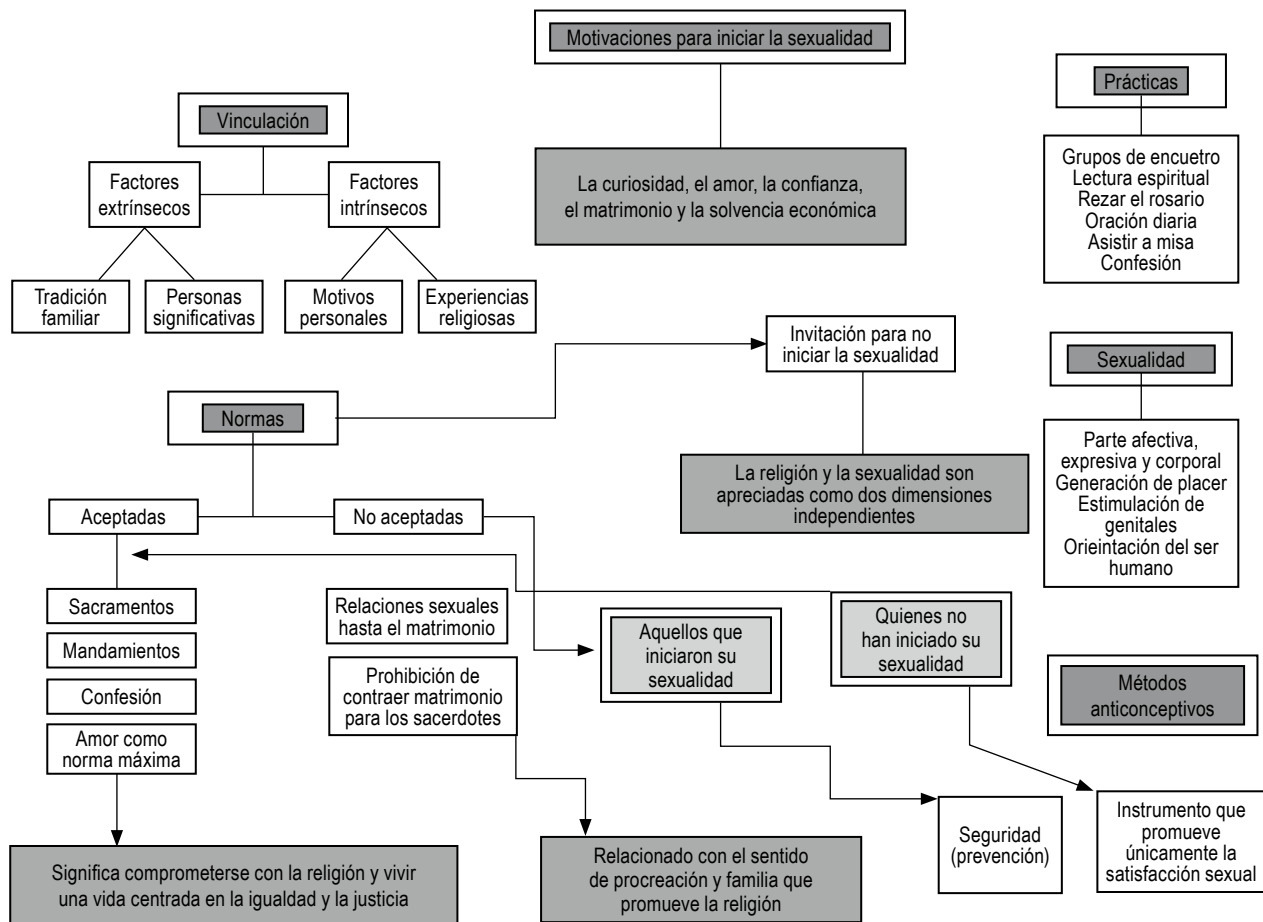 Motivaciones para iniciar la sexualidad
La curiosidad, el amor, la confianza,
el matrimonio y la solvencia económica
Vinculación
Factores
extrínsecos
Factores
intrínsecos
Tradición
familiar
Personas
significativas
Motivos
personales
Experiencias
religiosas
Prácticas
Grupos de encuetro
Lectura espiritual
Rezar el rosario
Oración diaria
Asistir a misa
Confesión
Normas
Invitación para no
iniciar la sexualidad
La religión y la sexualidad son
apreciadas como dos dimensiones
independientes
Sexualidad
Parte afectiva,
expresiva y corporal
Generación de placer
Estimulación de
genitales
Orieintación del ser
humano
Aceptadas
No aceptadas
Sacramentos
Mandamientos
Confesión
Amor como
norma máxima
Significa comprometerse con la religión y vivir
una vida centrada en la igualdad y la justicia
Relaciones sexuales
hasta el matrimonio
Prohibición de
contraer matrimonio
para los sacerdotes
Relacionado con el sentido
de procreación y familia que
promueve la religión
Aquellos que
iniciaron su
sexualidad
Quienes no
han iniciado su
sexualidad
Métodos
anticonceptivos
Seguridad
(prevención)
Instrumento que
promueve
únicamente la
satisfacción sexual